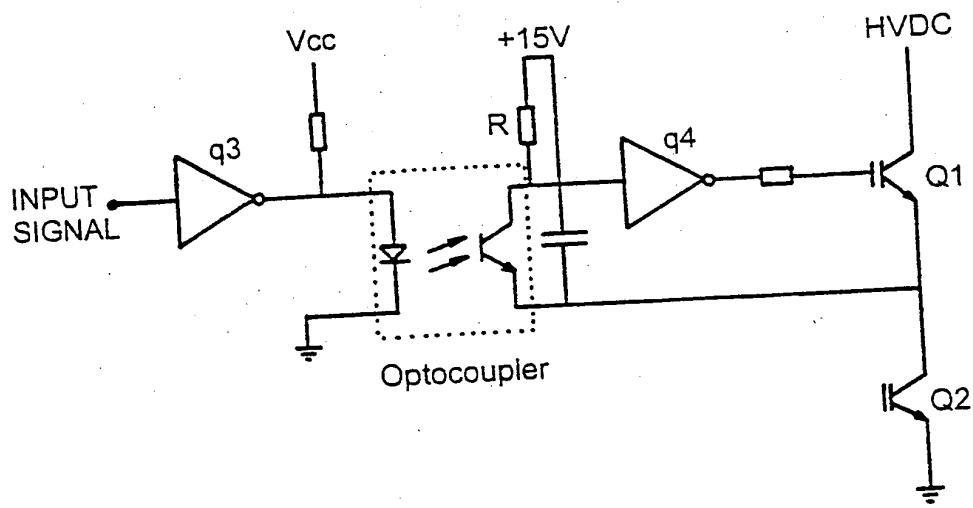 Vcc
+15V
HVDC
q3
R
q4
INPUT
SIGNAL
Q1
Optocoupler
Q2